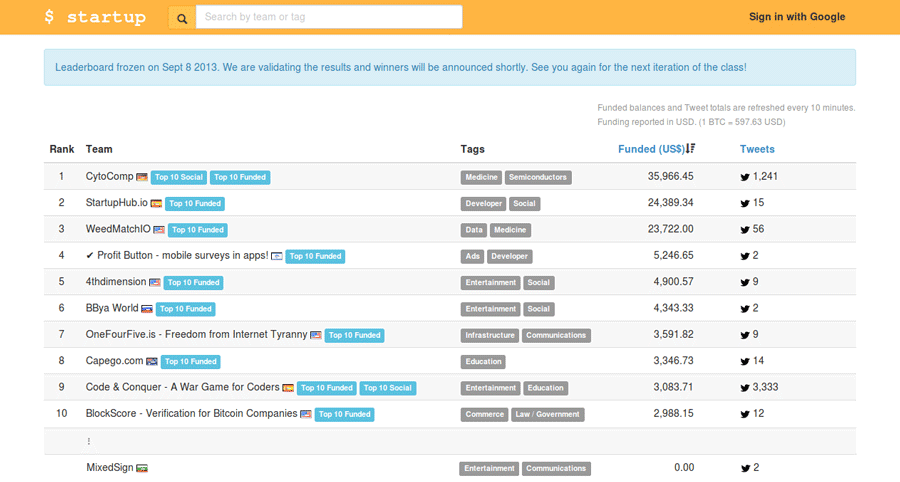 $ startup Search by team or tag Sign in with Google
Leaderboard frozen on Sept 8 2013. We are validating the results and winners will be announced shortly. See you again for the next iteration of the class!
Funded balances and Tweet totals are refreshed every 10 minutes.
Funding reported in USD. (1 BTC = 597.63 USD)
Rank Team Tags Funded (US$) Tweets
1 CytoComp Top 10 Social Top 10 Funded Medicine Semiconductors 35,966.45 1,241
2 StartupHub.io Top 10 Funded Developer Social 24,389.34 15
3 WeedMatchIO Top 10 Funded Data Medicine 23,722.00 56
4 ✔ Profit Button - mobile surveys in apps! Top 10 Funded Ads Developer 5,246.65 2
5 4thdimension Top 10 Funded Entertainment Social 4,900.57 9
6 BBya World Top 10 Funded Entertainment Social 4,343.33 2
7 OneFourFive.is - Freedom from Internet Tyranny Top 10 Funded Infrastructure Communications 3,591.82 9
8 Capego.com Top 10 Funded Education 3,346.73 14
9 Code & Conquer - A War Game for Coders Top 10 Funded Top 10 Social Entertainment Education 3,083.71 3,333
10 BlockScore - Verification for Bitcoin Companies Top 10 Funded Commerce Law / Government 2,988.15 12
⋮
MixedSign Entertainment Communications 0.00 2